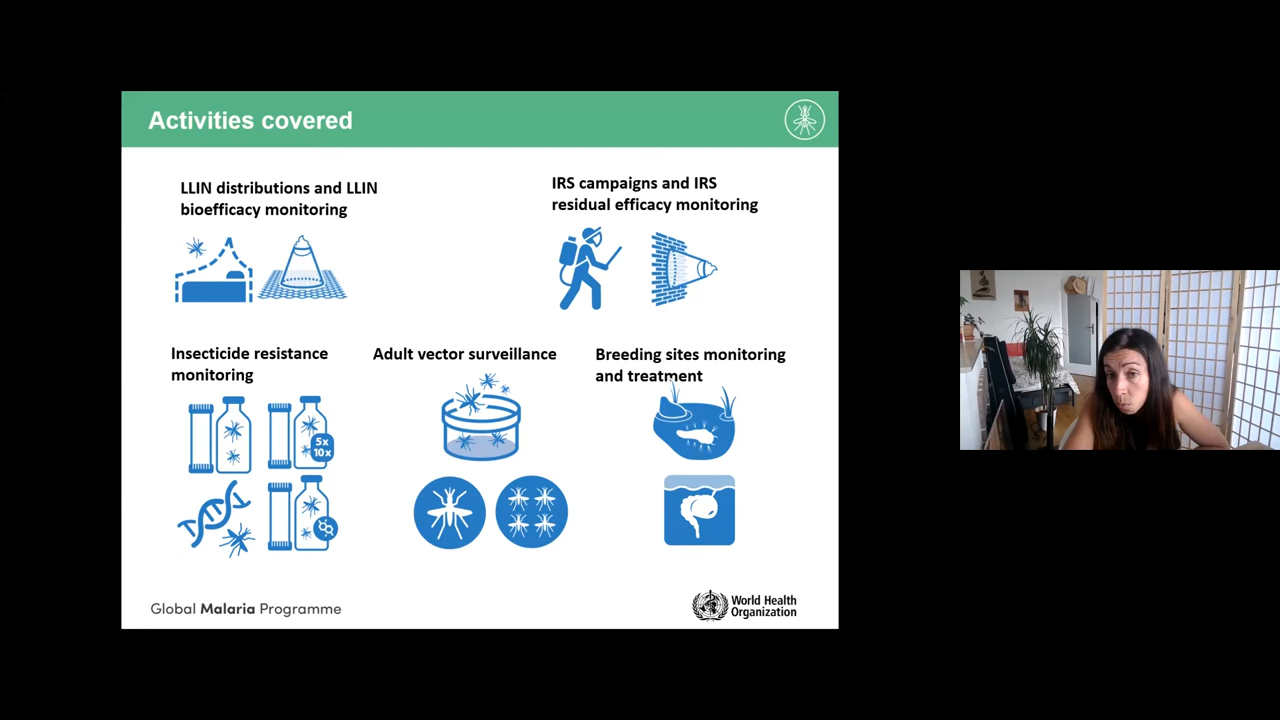 Activities covered
LLIN distributions and LLIN
bioefficacy monitoring
IRS campaigns and IRS
residual efficacy monitoring
Insecticide resistance
monitoring
Adult vector surveillance
Breeding sites monitoring
and treatment
5x
10x
Global Malaria Programme
World Health
Organization